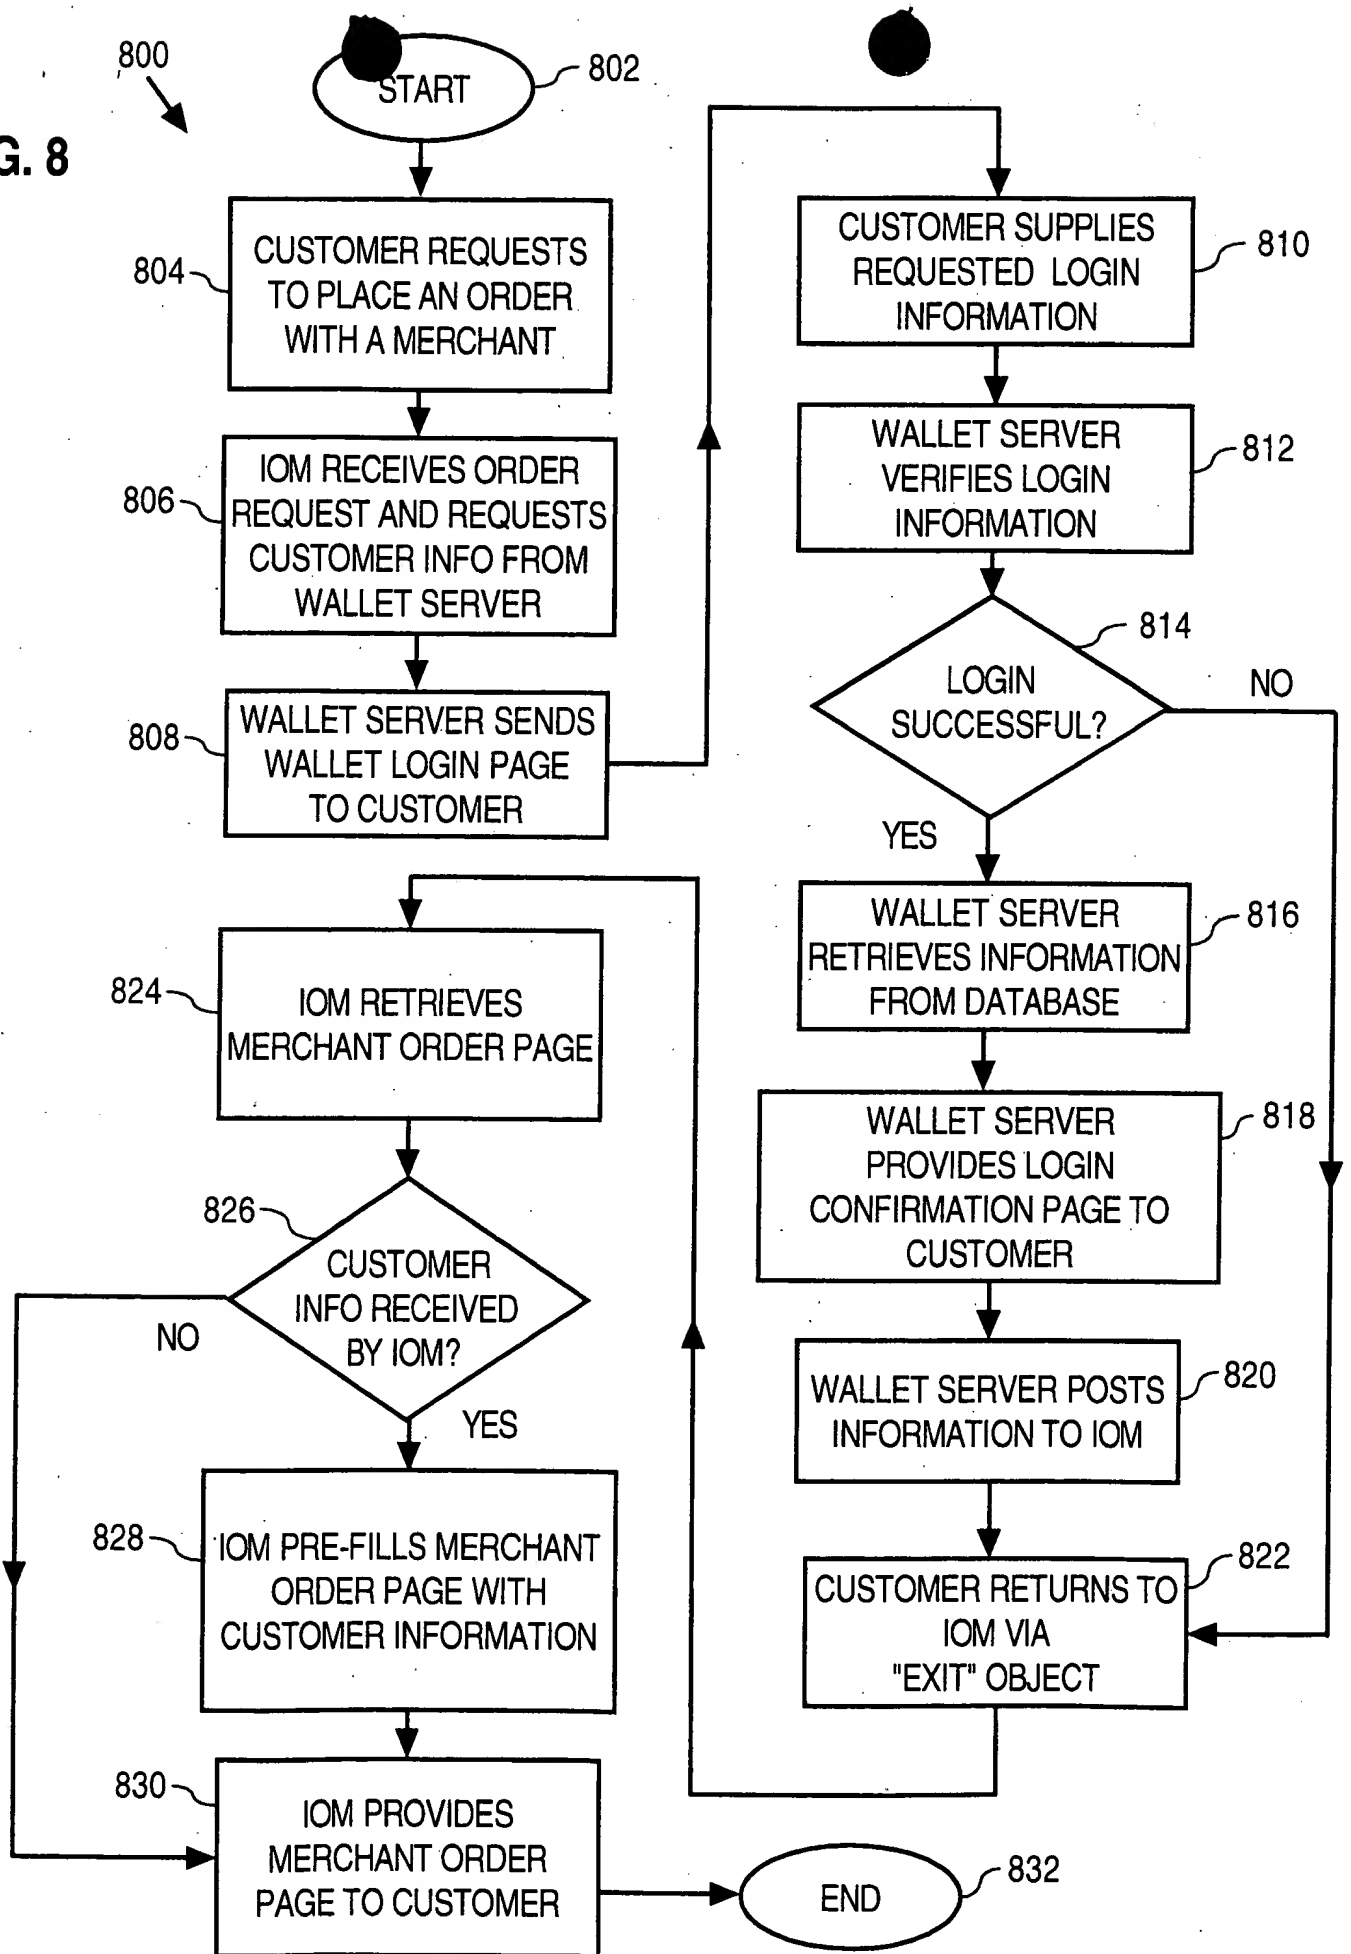 800
G. 8
START
802
804
CUSTOMER REQUESTS
TO PLACE AN ORDER
WITH A MERCHANT
806
IOM RECEIVES ORDER
REQUEST AND REQUESTS
CUSTOMER INFO FROM
WALLET SERVER
808
WALLET SERVER SENDS
WALLET LOGIN PAGE
TO CUSTOMER
CUSTOMER SUPPLIES
REQUESTED LOGIN
INFORMATION
810
WALLET SERVER
VERIFIES LOGIN
INFORMATION
812
LOGIN
SUCCESSFUL?
814
NO
YES
WALLET SERVER
RETRIEVES INFORMATION
FROM DATABASE
816
WALLET SERVER
PROVIDES LOGIN
CONFIRMATION PAGE TO
CUSTOMER
818
WALLET SERVER POSTS
INFORMATION TO IOM
820
CUSTOMER RETURNS TO
IOM VIA
"EXIT" OBJECT
822
824
IOM RETRIEVES
MERCHANT ORDER PAGE
826
CUSTOMER
INFO RECEIVED
BY IOM?
NO
YES
828
IOM PRE-FILLS MERCHANT
ORDER PAGE WITH
CUSTOMER INFORMATION
830
IOM PROVIDES
MERCHANT ORDER
PAGE TO CUSTOMER
END
832